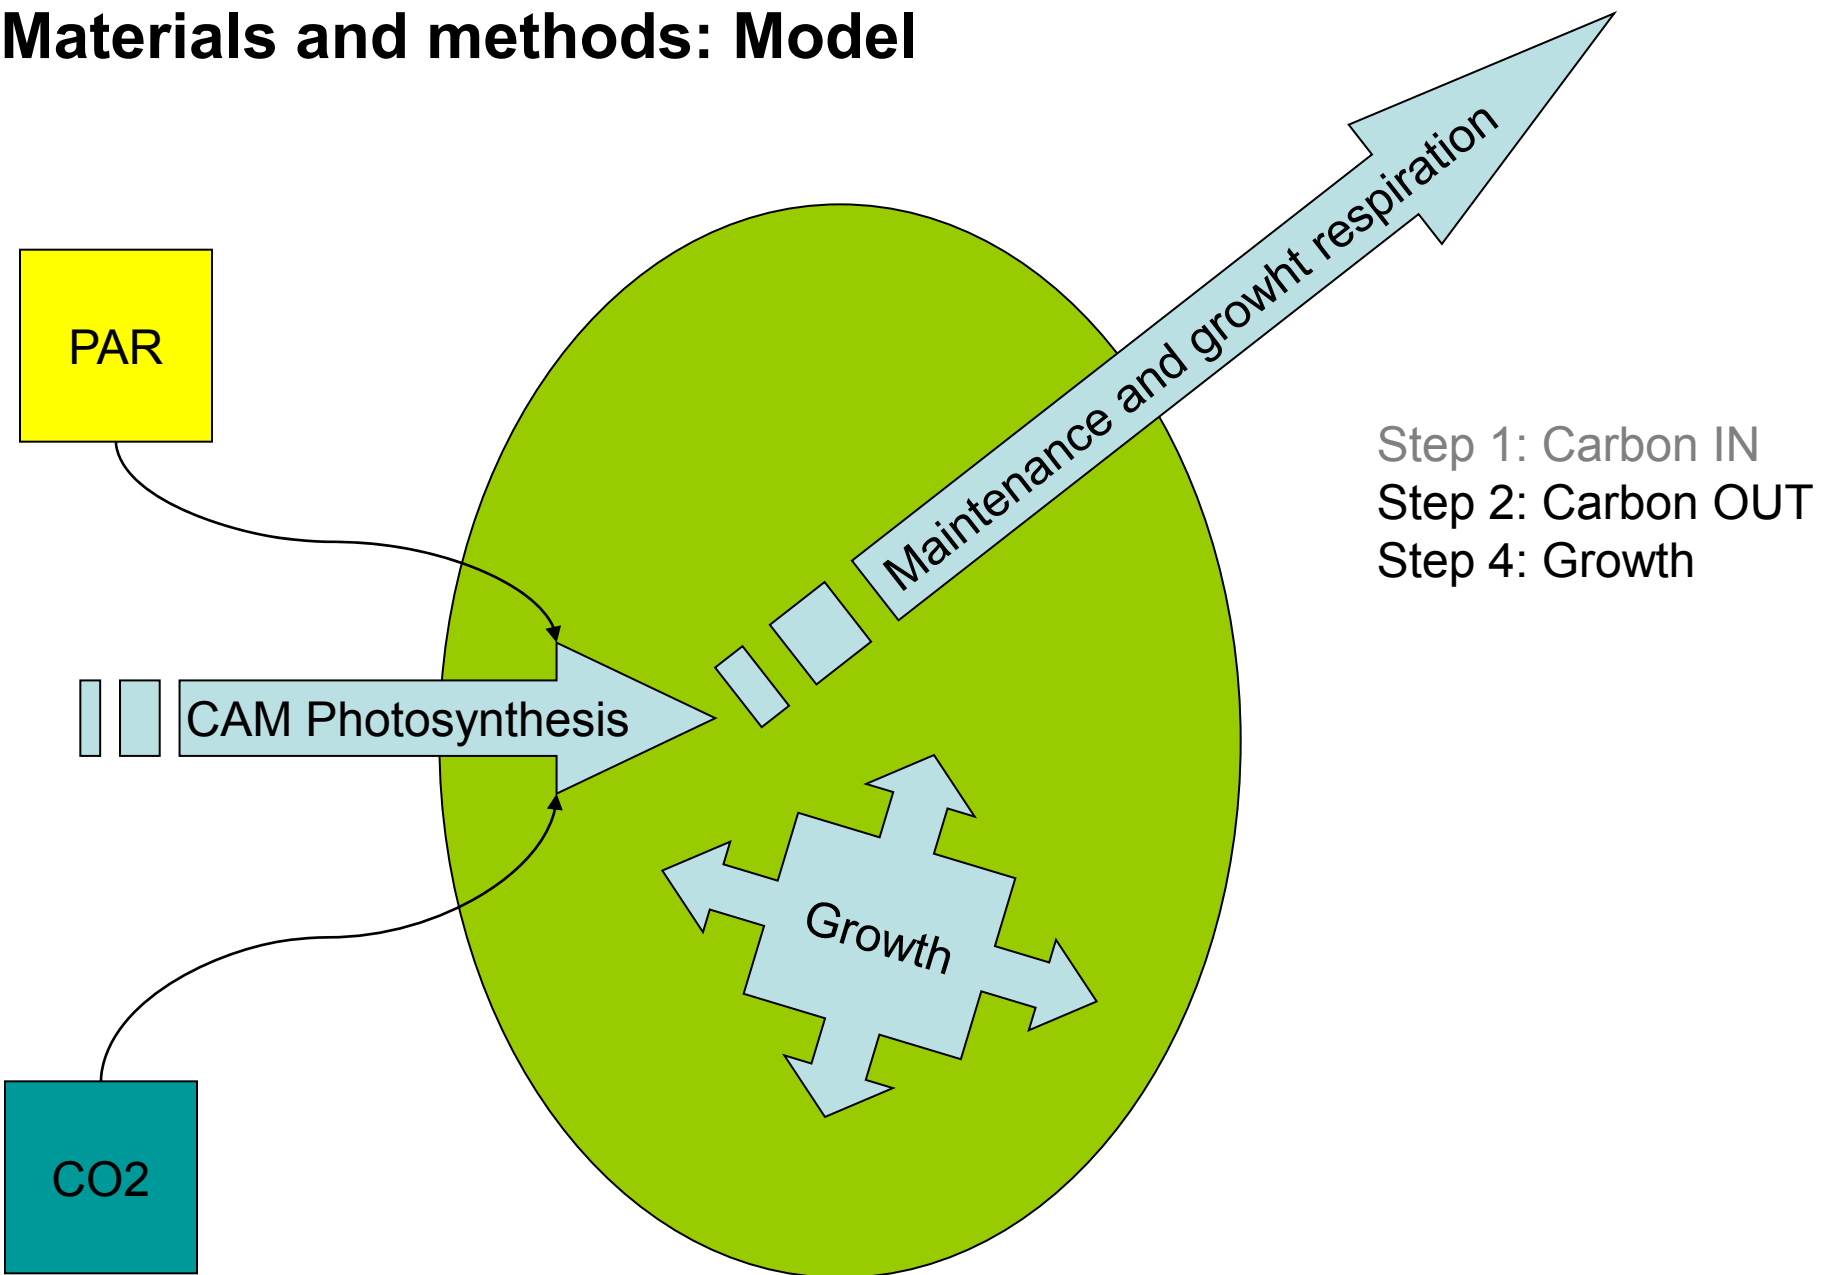 Materials and methods: Model
PAR
Maintenance and growht respiration
Step 1: Carbon IN
Step 2: Carbon OUT
Step 4: Growth
CAM Photosynthesis
Growth
CO2